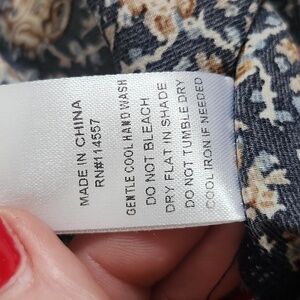 MADE IN CHINA
RN#114557
GENTLE COOL HAND WASH
DO NOT BLEACH
DRY FLAT IN SHADE
DO NOT TUMBLE DRY
COOL IRON IF NEEDED